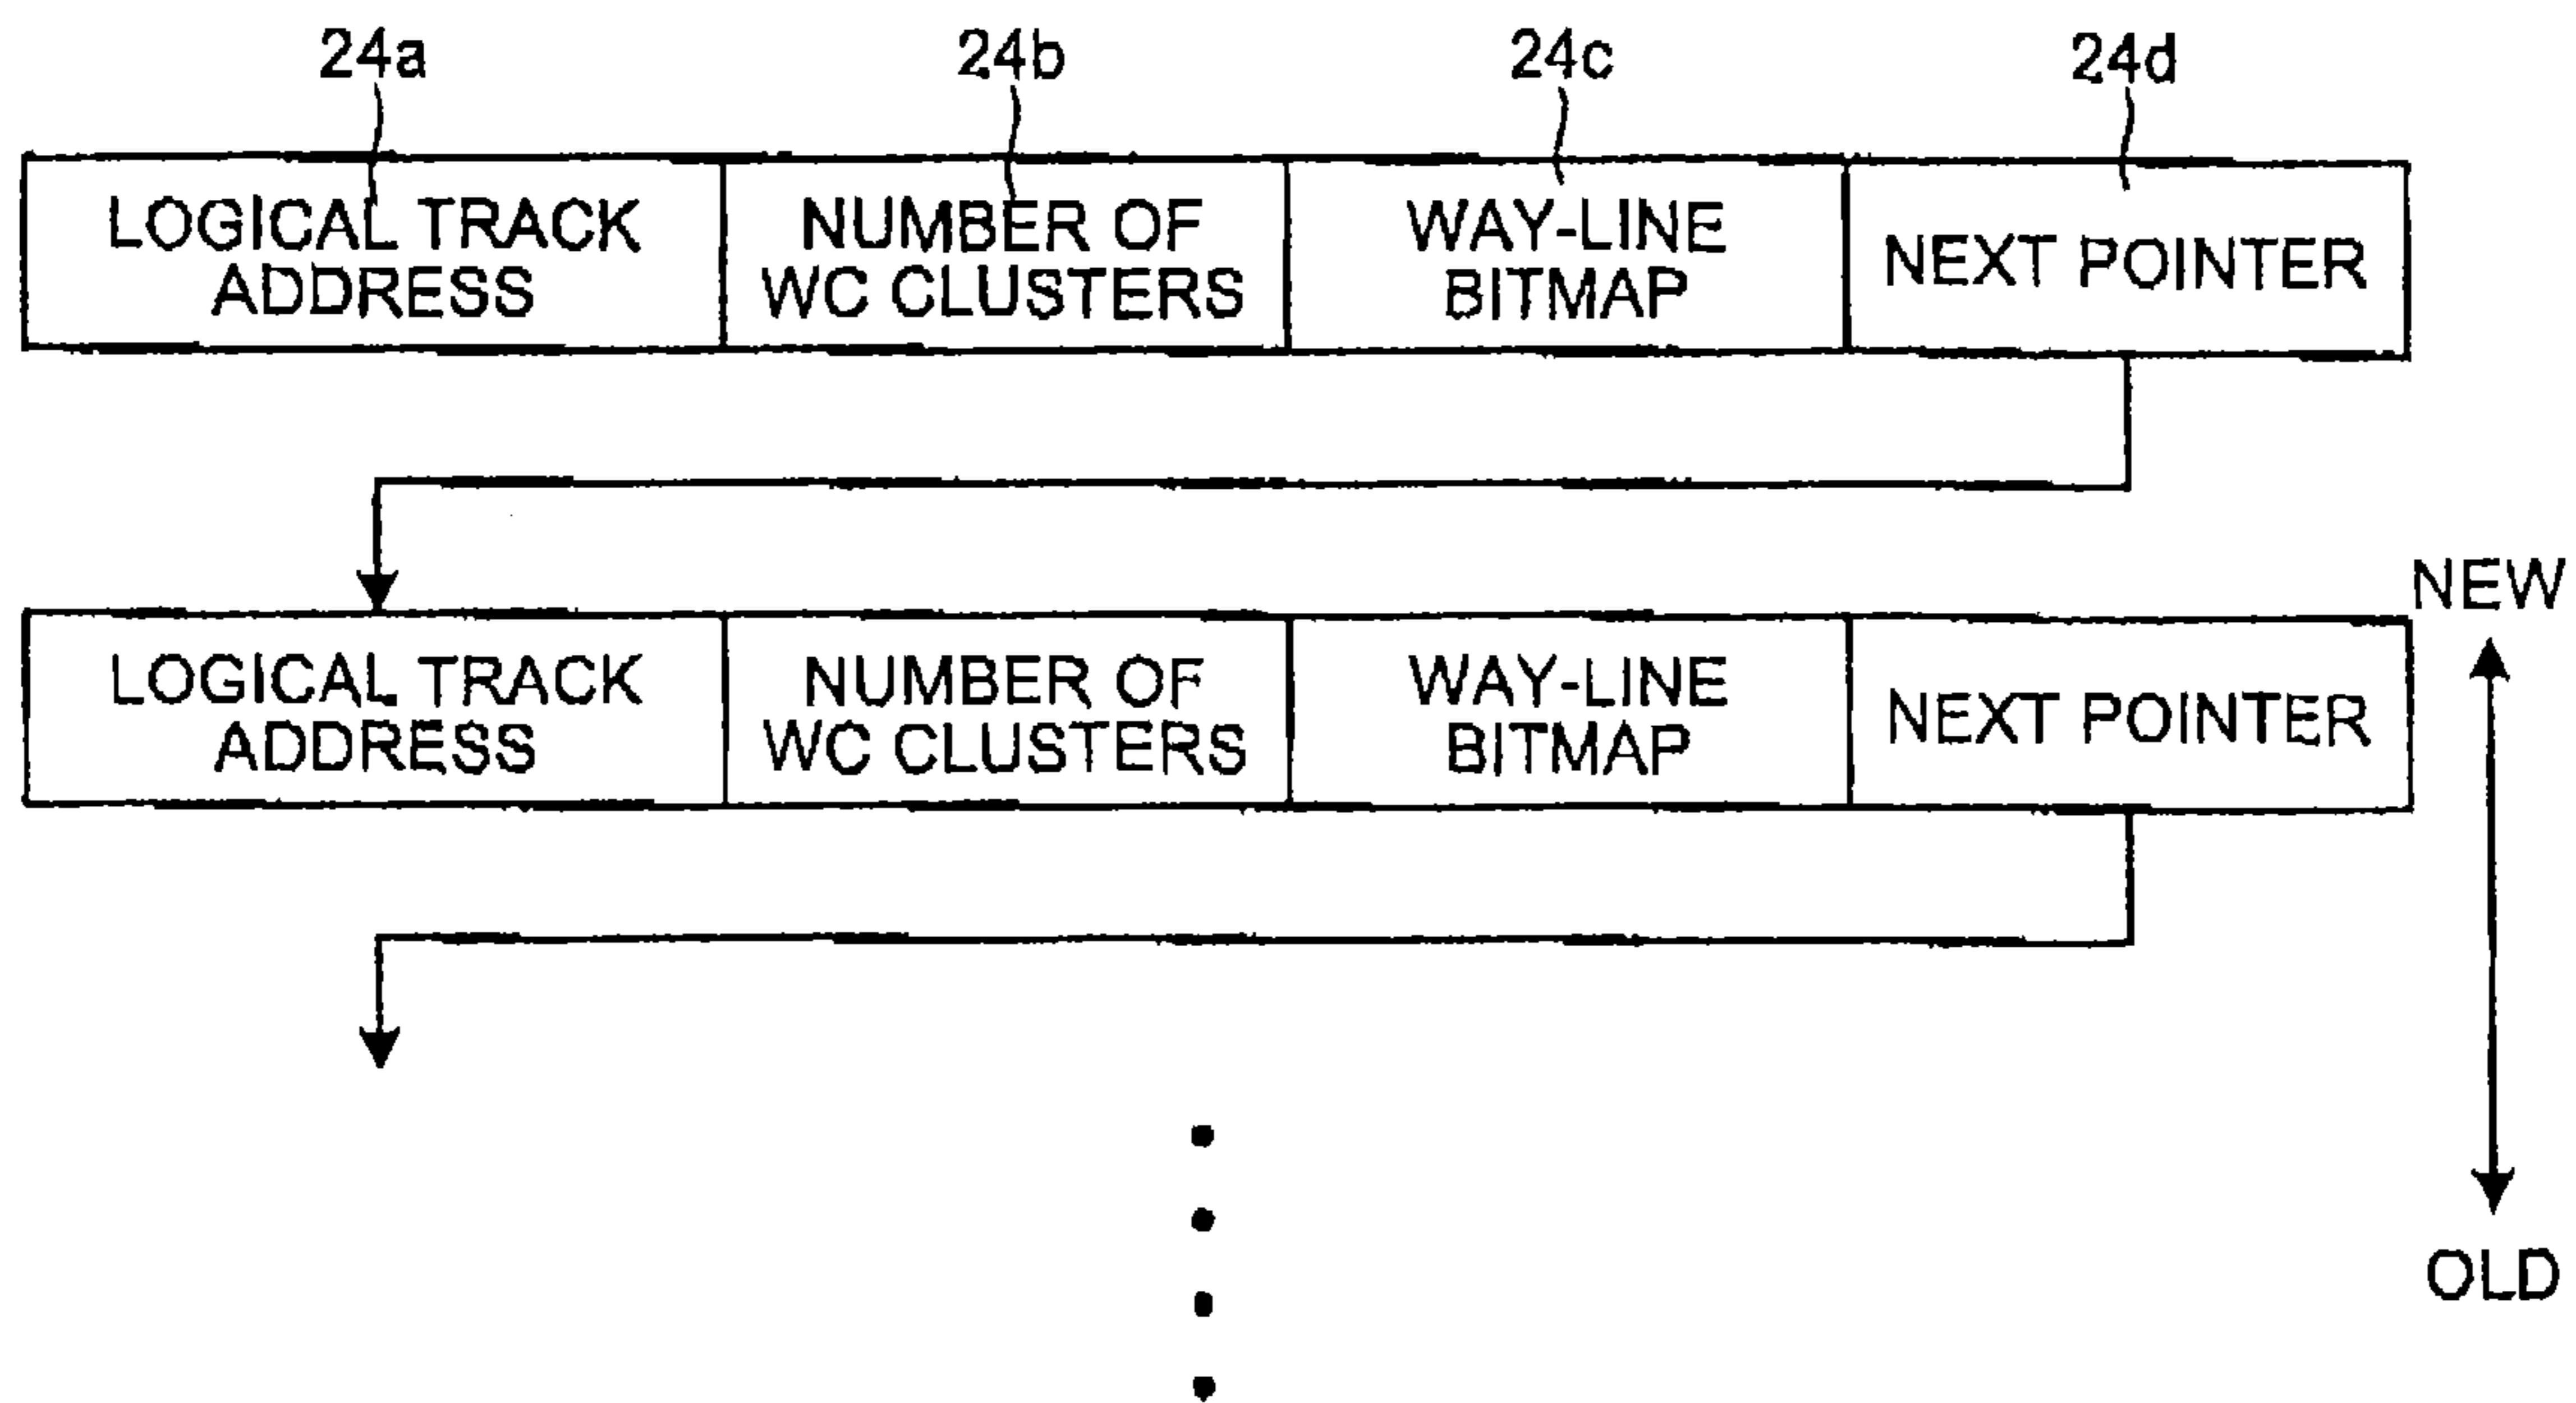 24a 24b 24c 24d
LOGICAL TRACK ADDRESS
NUMBER OF WC CLUSTERS
WAY-LINE BITMAP
NEXT POINTER
NEW
LOGICAL TRACK ADDRESS
NUMBER OF WC CLUSTERS
WAY-LINE BITMAP
NEXT POINTER
OLD